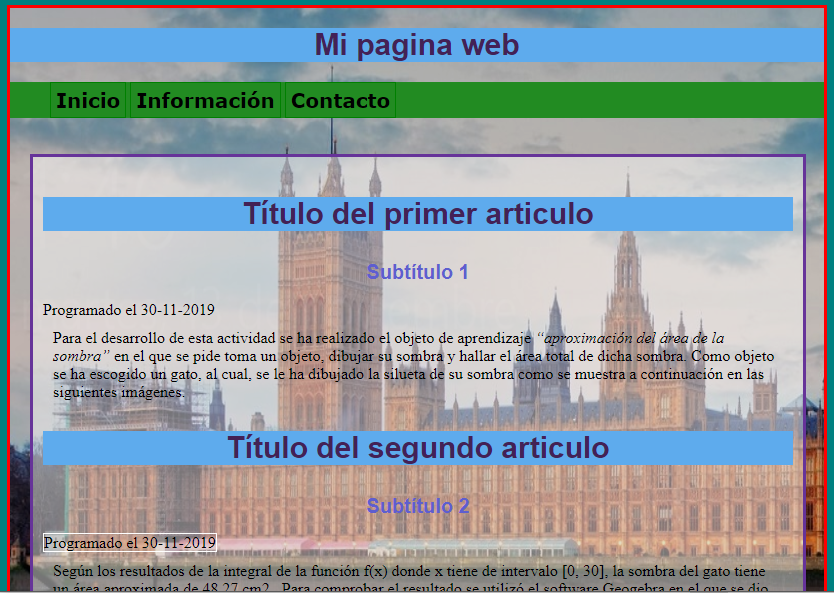 Mi pagina web
Inicio Información Contacto
Título del primer articulo
Subtítulo 1
Programado el 30-11-2019
Para el desarrollo de esta actividad se ha realizado el objeto de aprendizaje “aproximación del área de la
sombra” en el que se pide toma un objeto, dibujar su sombra y hallar el área total de dicha sombra. Como objeto
se ha escogido un gato, al cual, se le ha dibujado la silueta de su sombra como se muestra a continuación en las
siguientes imágenes.
Título del segundo articulo
Subtítulo 2
Programado el 30-11-2019
Según los resultados de la integral de la función f(x) donde x tiene de intervalo [0, 30], la sombra del gato tiene
un área aproximada de 48,27 cm2. Para comprobar el resultado se utilizó el software Geogebra en el que se dio